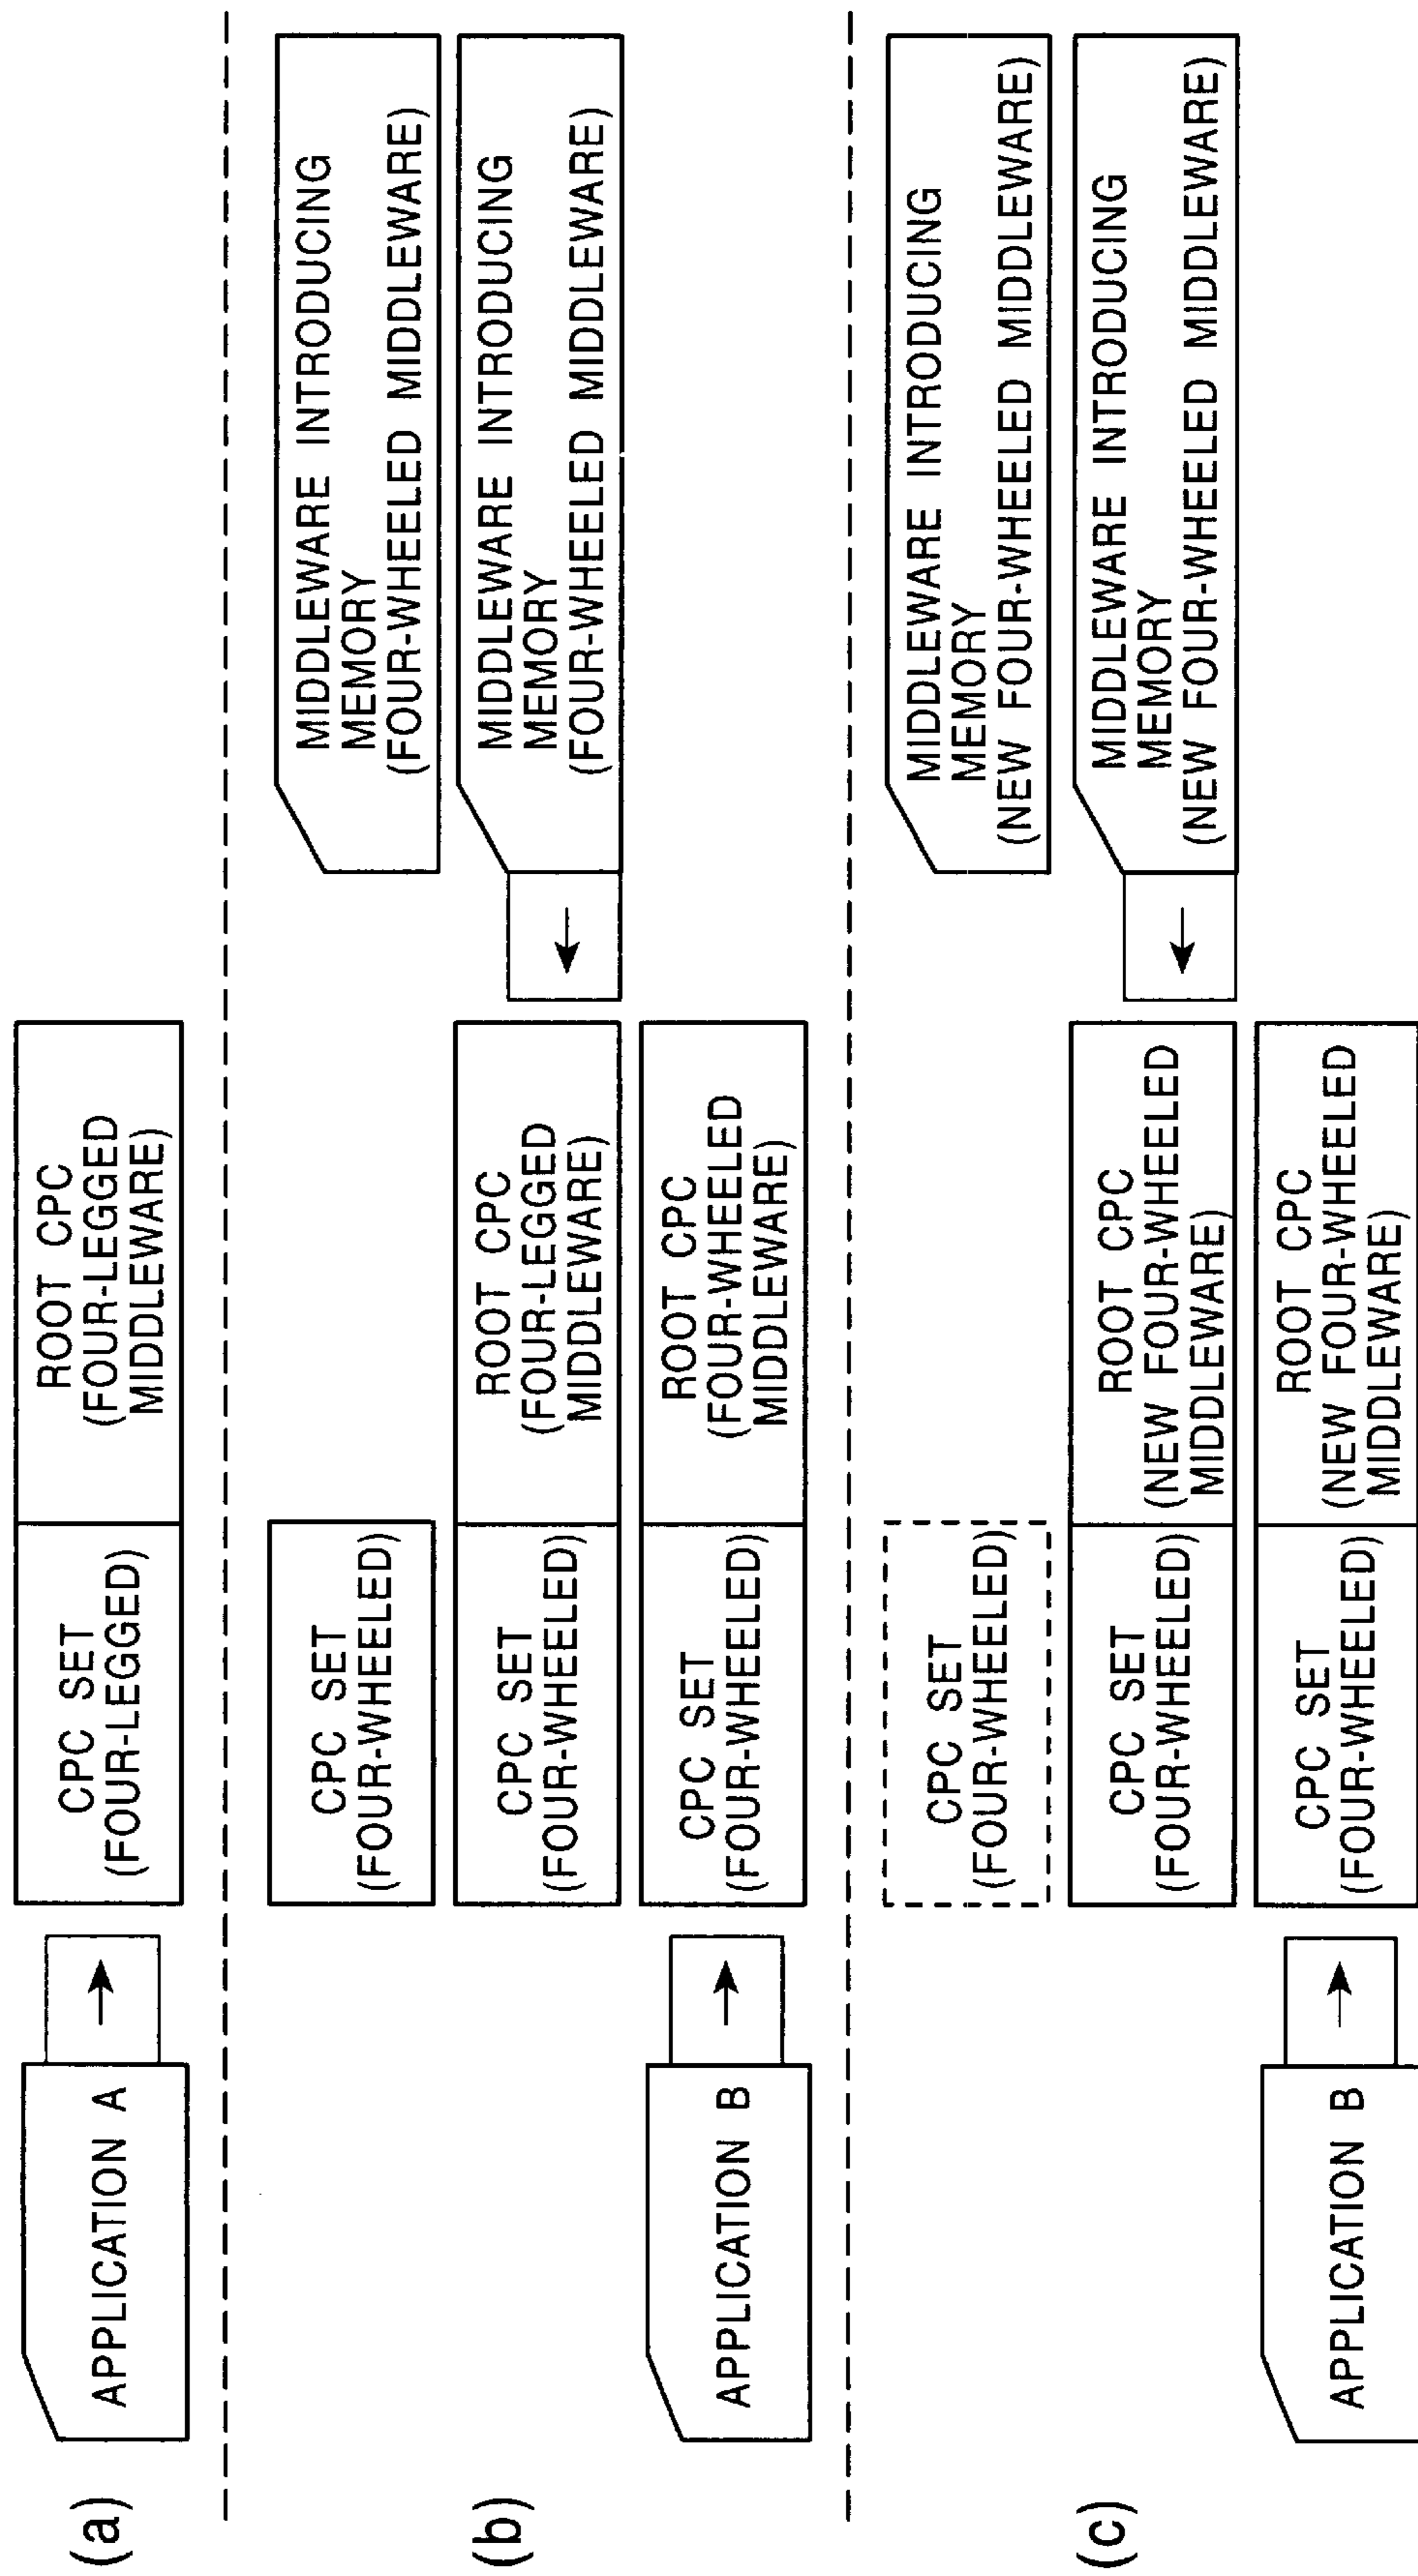 (a)
APPLICATION A
CPC SET
(FOUR-LEGGED)
ROOT CPC
(FOUR-LEGGED
MIDDLEWARE)
(b)
CPC SET
(FOUR-WHEELED)
MIDDLEWARE INTRODUCING
MEMORY
(FOUR-WHEELED MIDDLEWARE)
CPC SET
(FOUR-WHEELED)
ROOT CPC
(FOUR-LEGGED
MIDDLEWARE)
MIDDLEWARE INTRODUCING
MEMORY
(FOUR-WHEELED MIDDLEWARE)
APPLICATION B
CPC SET
(FOUR-WHEELED)
ROOT CPC
(FOUR-WHEELED
MIDDLEWARE)
(c)
CPC SET
(FOUR-WHEELED)
MIDDLEWARE INTRODUCING
MEMORY
(NEW FOUR-WHEELED MIDDLEWARE)
CPC SET
(FOUR-WHEELED)
ROOT CPC
(NEW FOUR-WHEELED
MIDDLEWARE)
MIDDLEWARE INTRODUCING
MEMORY
(NEW FOUR-WHEELED MIDDLEWARE)
APPLICATION B
CPC SET
(FOUR-WHEELED)
ROOT CPC
(NEW FOUR-WHEELED
MIDDLEWARE)